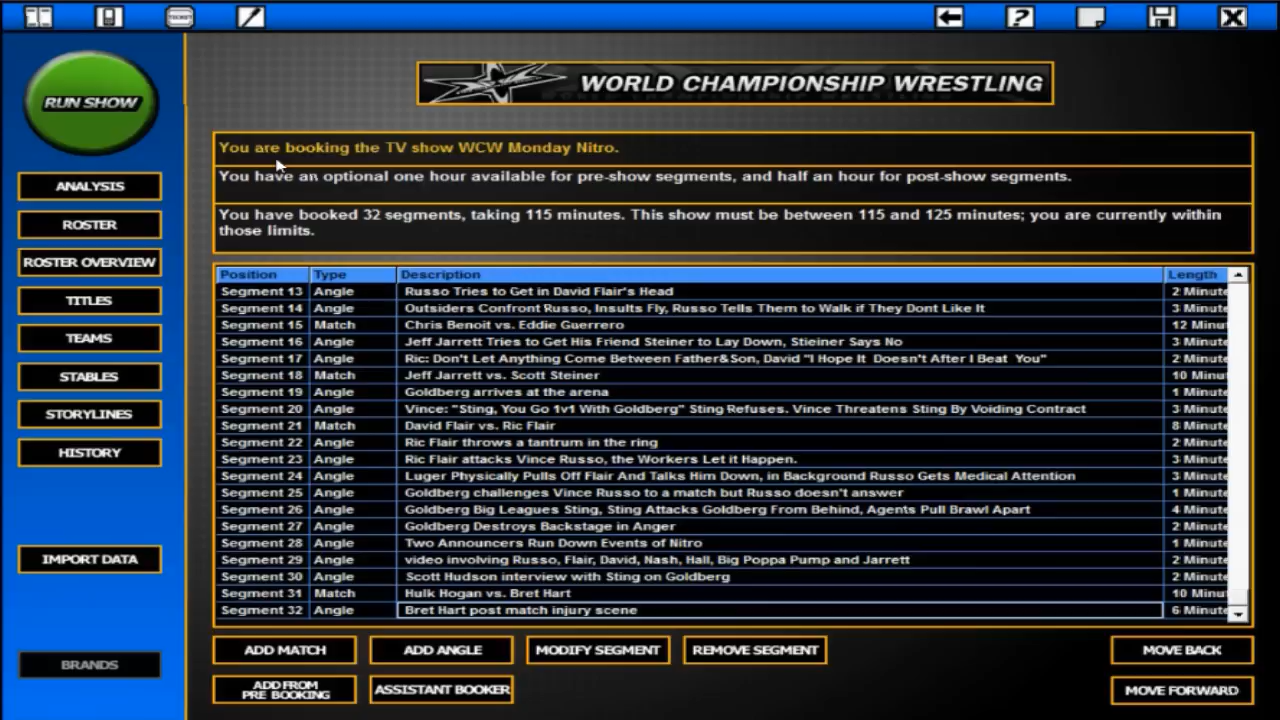 TICKET
RUN SHOW
ANALYSIS
ROSTER
ROSTER OVERVIEW
TITLES
TEAMS
STABLES
STORYLINES
HISTORY
IMPORT DATA
BRANDS
WORLD CHAMPIONSHIP WRESTLING
You are booking the TV show WCW Monday Nitro.
You have an optional one hour available for pre-show segments, and half an hour for post-show segments.
You have booked 32 segments, taking 115 minutes. This show must be between 115 and 125 minutes; you are currently within
those limits.
Position Type Description Length
Segment 13 Angle Russo Tries to Get in David Flair's Head 2 Minute
Segment 14 Angle Outsiders Confront Russo, Insults Fly, Russo Tells Them to Walk if They Dont Like It 3 Minute
Segment 15 Match Chris Benoit vs. Eddie Guerrero 12 Minut
Segment 16 Angle Jeff Jarrett Tries to Get His Friend Steiner to Lay Down, Stieiner Says No 3 Minute
Segment 17 Angle Ric: Don't Let Anything Come Between Father&Son, David "I Hope It Doesn't After I Beat You" 2 Minute
Segment 18 Match Jeff Jarrett vs. Scott Steiner 10 Minut
Segment 19 Angle Goldberg arrives at the arena 1 Minute
Segment 20 Angle Vince: "Sting, You Go 1v1 With Goldberg" Sting Refuses. Vince Threatens Sting By Voiding Contract 3 Minute
Segment 21 Match David Flair vs. Ric Flair 8 Minute
Segment 22 Angle Ric Flair throws a tantrum in the ring 2 Minute
Segment 23 Angle Ric Flair attacks Vince Russo, the Workers Let it Happen. 3 Minute
Segment 24 Angle Luger Physically Pulls Off Flair And Talks Him Down, in Background Russo Gets Medical Attention 3 Minute
Segment 25 Angle Goldberg challenges Vince Russo to a match but Russo doesn't answer 1 Minute
Segment 26 Angle Goldberg Big Leagues Sting, Sting Attacks Goldberg From Behind, Agents Pull Brawl Apart 4 Minute
Segment 27 Angle Goldberg Destroys Backstage in Anger 2 Minute
Segment 28 Angle Two Announcers Run Down Events of Nitro 1 Minute
Segment 29 Angle video involving Russo, Flair, David, Nash, Hall, Big Poppa Pump and Jarrett 2 Minute
Segment 30 Angle Scott Hudson interview with Sting on Goldberg 2 Minute
Segment 31 Match Hulk Hogan vs. Bret Hart 10 Minut
Segment 32 Angle Bret Hart post match injury scene 6 Minute
ADD MATCH ADD ANGLE MODIFY SEGMENT REMOVE SEGMENT MOVE BACK
ADD FROM
PRE BOOKING
ASSISTANT BOOKER
MOVE FORWARD